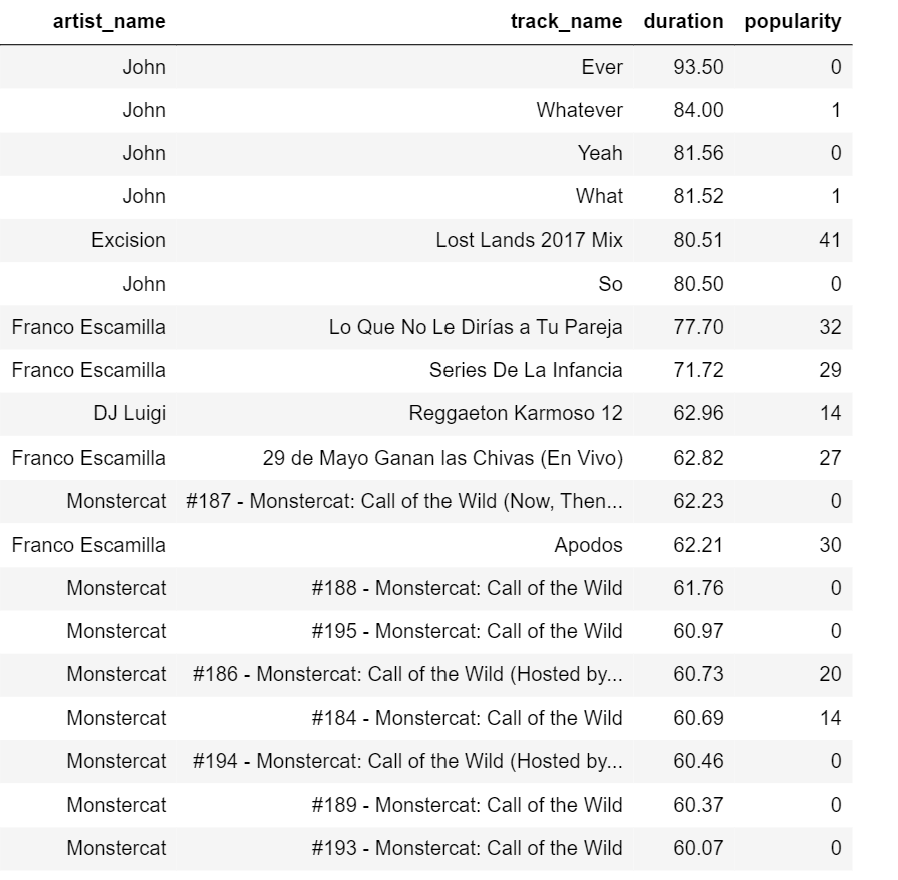 artist_name track_name duration popularity
John Ever 93.50 0
John Whatever 84.00 1
John Yeah 81.56 0
John What 81.52 1
Excision Lost Lands 2017 Mix 80.51 41
John So 80.50 0
Franco Escamilla Lo Que No Le Dirías a Tu Pareja 77.70 32
Franco Escamilla Series De La Infancia 71.72 29
DJ Luigi Reggaeton Karmoso 12 62.96 14
Franco Escamilla 29 de Mayo Ganan las Chivas (En Vivo) 62.82 27
Monstercat #187 - Monstercat: Call of the Wild (Now, Then... 62.23 0
Franco Escamilla Apodos 62.21 30
Monstercat #188 - Monstercat: Call of the Wild 61.76 0
Monstercat #195 - Monstercat: Call of the Wild 60.97 0
Monstercat #186 - Monstercat: Call of the Wild (Hosted by... 60.73 20
Monstercat #184 - Monstercat: Call of the Wild 60.69 14
Monstercat #194 - Monstercat: Call of the Wild (Hosted by... 60.46 0
Monstercat #189 - Monstercat: Call of the Wild 60.37 0
Monstercat #193 - Monstercat: Call of the Wild 60.07 0